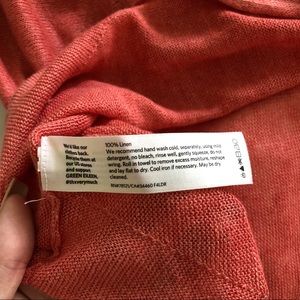 We'd like our
clothes back.
Recycle them at
our US stores
and support
GREEN EILEEN.
@thxverymuch
100% Linen
We recommend hand wash cold, separately, using mild
detergent, no bleach, rinse well, gently squeeze, do not
wring. Roll in towel to remove excess moisture, reshape
and lay flat to dry. Cool iron if necessary. May be dry
cleaned.